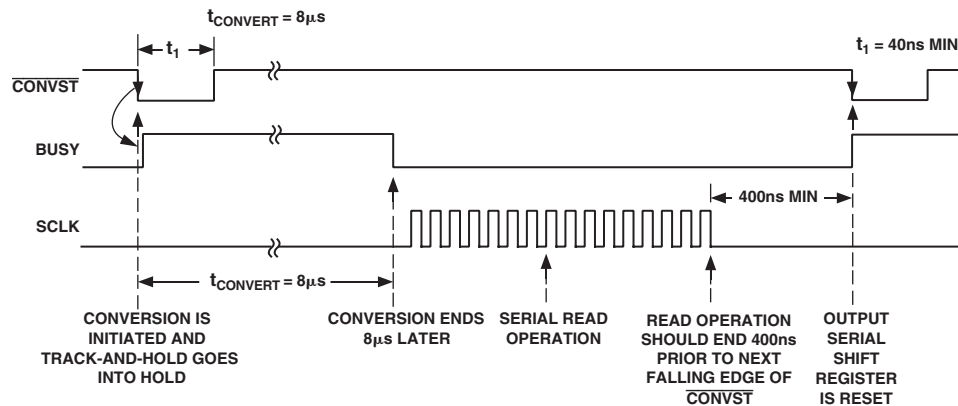 tCONVERT = 8µs
t1
t1 = 40ns MIN
CONVST
BUSY
400ns MIN
SCLK
tCONVERT = 8µs
CONVERSION IS
INITIATED AND
TRACK-AND-HOLD GOES
INTO HOLD
CONVERSION ENDS
8µs LATER
SERIAL READ
OPERATION
READ OPERATION
SHOULD END 400ns
PRIOR TO NEXT
FALLING EDGE OF
CONVST
OUTPUT
SERIAL
SHIFT
REGISTER
IS RESET